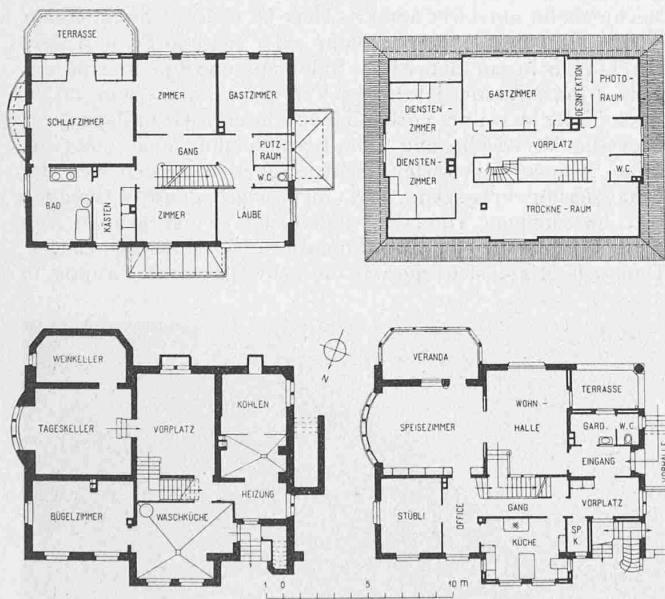 TERRASSE
SCHLAFZIMMER
ZIMMER
GASTZIMMER
PUTZ-
RAUM
GANG
W.C
BAD
KÄSTEN
ZIMMER
LAUBE
DIENSTEN-
ZIMMER
GASTZIMMER
DESINFEKTION
PHOTO-
RAUM
DIENSTEN-
ZIMMER
VORPLATZ
W.C.
TROCKNE-RAUM
WEINKELLER
TAGESKELLER
VORPLATZ
KOHLEN
HEIZUNG
BÜGELZIMMER
WASCHKÜCHE
N
VERANDA
SPEISEZIMMER
WOHN-
HALLE
TERRASSE
GARD.
W.C.
EINGANG
VORHALLE
STÜBLI
OFFICE
GANG
VORPLATZ
KÜCHE
SP.
K.
1 0 5 10 m